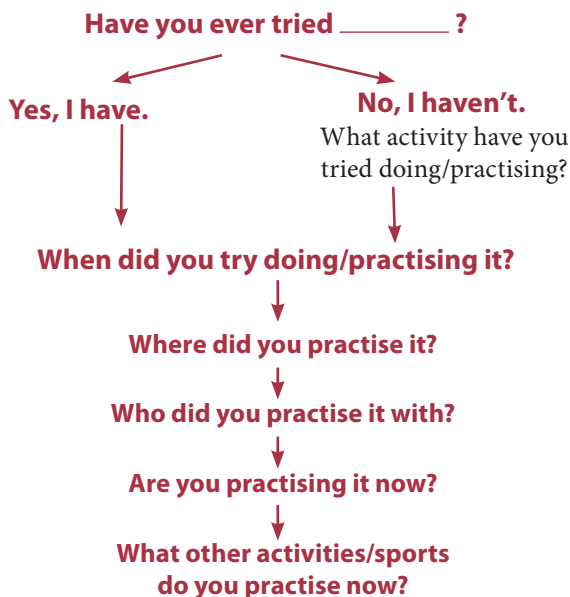 Have you ever tried ________ ?
Yes, I have.
No, I haven't.
What activity have you
tried doing/practising?
When did you try doing/practising it?
Where did you practise it?
Who did you practise it with?
Are you practising it now?
What other activities/sports
do you practise now?